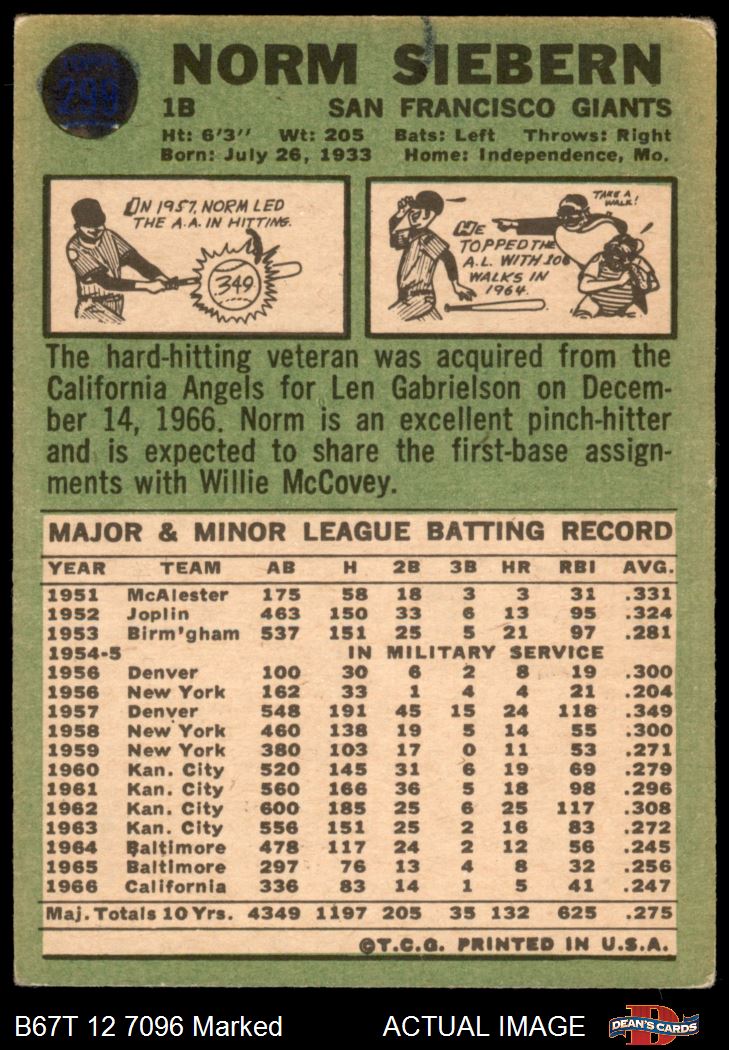 TOPPS
299
NORM SIEBERN
1B SAN FRANCISCO GIANTS
Ht: 6'3'' Wt: 205 Bats: Left Throws: Right
Born: July 26, 1933 Home: Independence, Mo.
IN 1957, NORM LED
THE A.A. IN HITTING.
349
TAKE A
WALK!
HE
TOPPED THE
A.L. WITH 106
WALKS IN
1964.
The hard-hitting veteran was acquired from the
California Angels for Len Gabrielson on Decem-
ber 14, 1966. Norm is an excellent pinch-hitter
and is expected to share the first-base assign-
ments with Willie McCovey.
MAJOR & MINOR LEAGUE BATTING RECORD
YEAR TEAM AB H 2B 3B HR RBI AVG.
1951 McAlester 175 58 18 3 3 31 .331
1952 Joplin 463 150 33 6 13 95 .324
1953 Birm'gham 537 151 25 5 21 97 .281
1954-5 IN MILITARY SERVICE
1956 Denver 100 30 6 2 8 19 .300
1956 New York 162 33 1 4 4 21 .204
1957 Denver 548 191 45 15 24 118 .349
1958 New York 460 138 19 5 14 55 .300
1959 New York 380 103 17 0 11 53 .271
1960 Kan. City 520 145 31 6 19 69 .279
1961 Kan. City 560 166 36 5 18 98 .296
1962 Kan. City 600 185 25 6 25 117 .308
1963 Kan. City 556 151 25 2 16 83 .272
1964 Baltimore 478 117 24 2 12 56 .245
1965 Baltimore 297 76 13 4 8 32 .256
1966 California 336 83 14 1 5 41 .247
Maj. Totals 10 Yrs. 4349 1197 205 35 132 625 .275
©T.C.G. PRINTED IN U.S.A.
B67T 12 7096 Marked ACTUAL IMAGE
DEAN'S CARDS